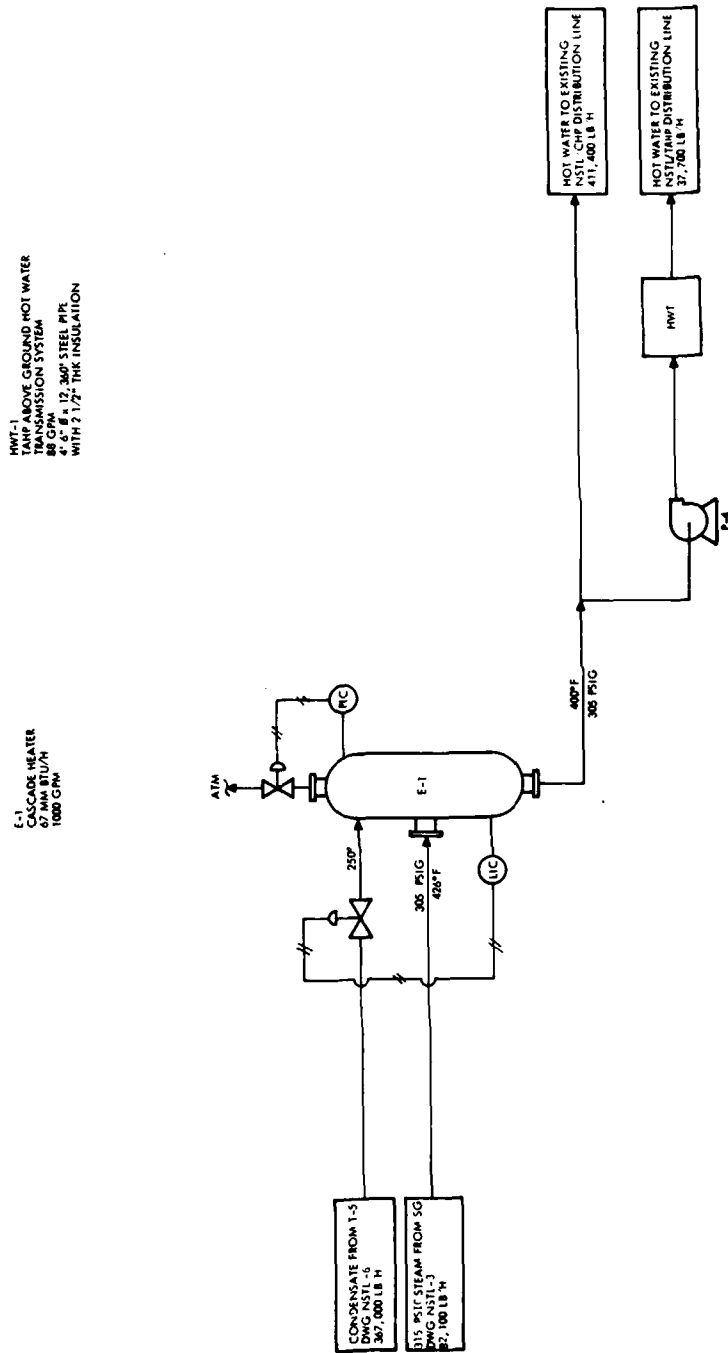 E-1
CASCADE HEATER
67 MM BTU/H
1000 GPM
HWT-1
TAHP ABOVE GROUND HOT WATER
TRANSMISSION SYSTEM
88 GPM
4' 6" Ø x 12,360' STEEL PIPE
WITH 2 1/2" THK INSULATION
ATM
PIC
250°
E-1
305 PSIG
426°F
LIC
400°F
305 PSIG
CONDENSATE FROM T-5
DWG NSTL-6
367,000 LB/H
315 PSIG STEAM FROM SG
DWG NSTL-3
82,100 LB/H
HOT WATER TO EXISTING
NSTL/CHP DISTRIBUTION LINE
411,400 LB/H
HWT
HOT WATER TO EXISTING
NSTL/TAHP DISTRIBUTION LINE
37,700 LB/H